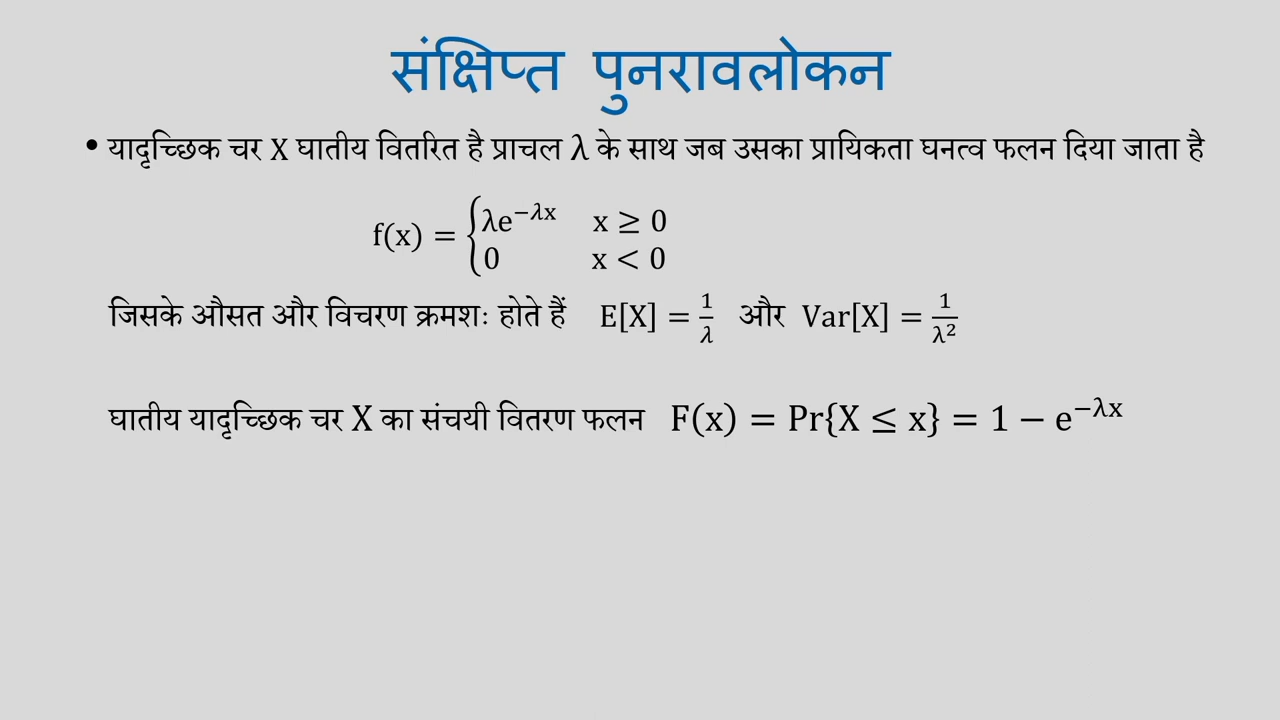 संक्षिप्त पुनरावलोकन
• यादृच्छिक चर X घातीय वितरित है प्राचल λ के साथ जब उसका प्रायिकता घनत्व फलन दिया जाता है
f(x) = {λe^{−λx} x ≥ 0
0 x < 0
जिसके औसत और विचरण क्रमशः होते हैं E[X] = 1/λ और Var[X] = 1/λ²
घातीय यादृच्छिक चर X का संचयी वितरण फलन F(x) = Pr{X ≤ x} = 1 − e^{−λx}